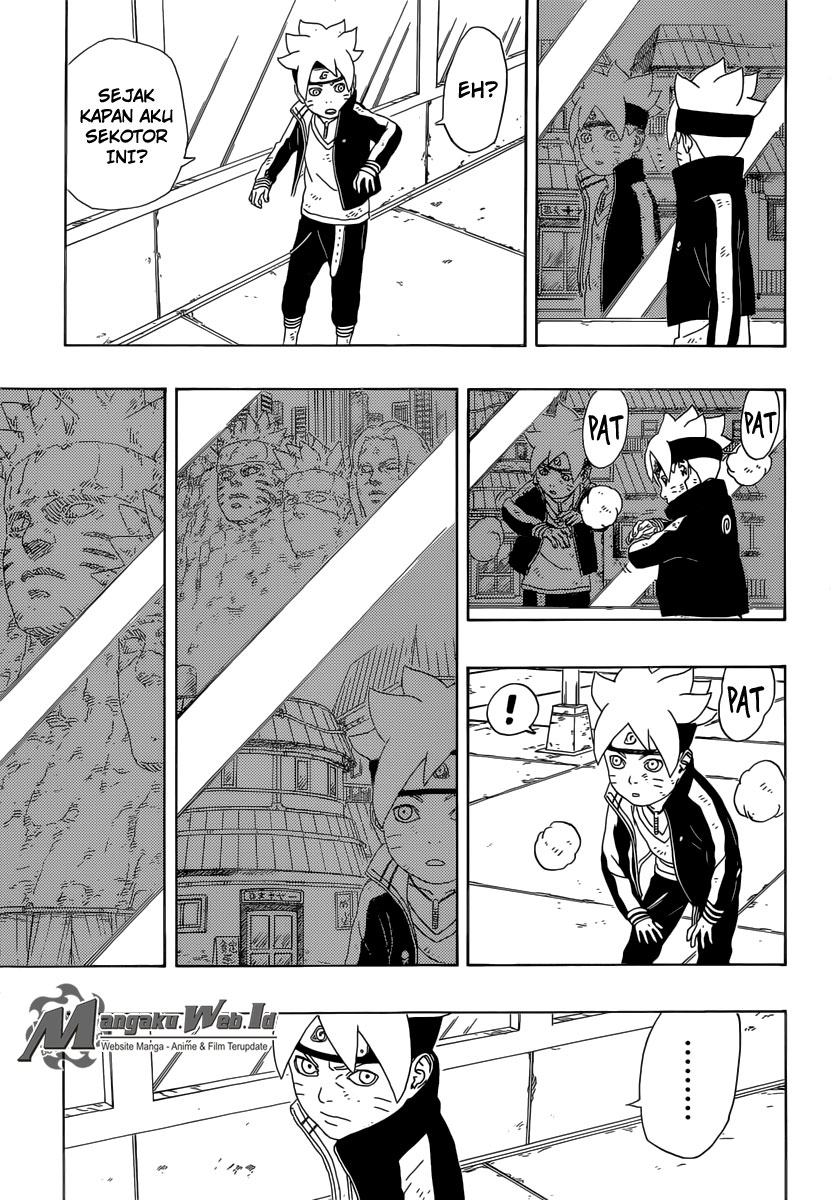 EH?
SEJAK
KAPAN AKU
SEKOTOR
INI?
PAT
PAT
PAT
!
.........
Mangaku.Web.Id
Website Manga - Anime & Film Terupdate